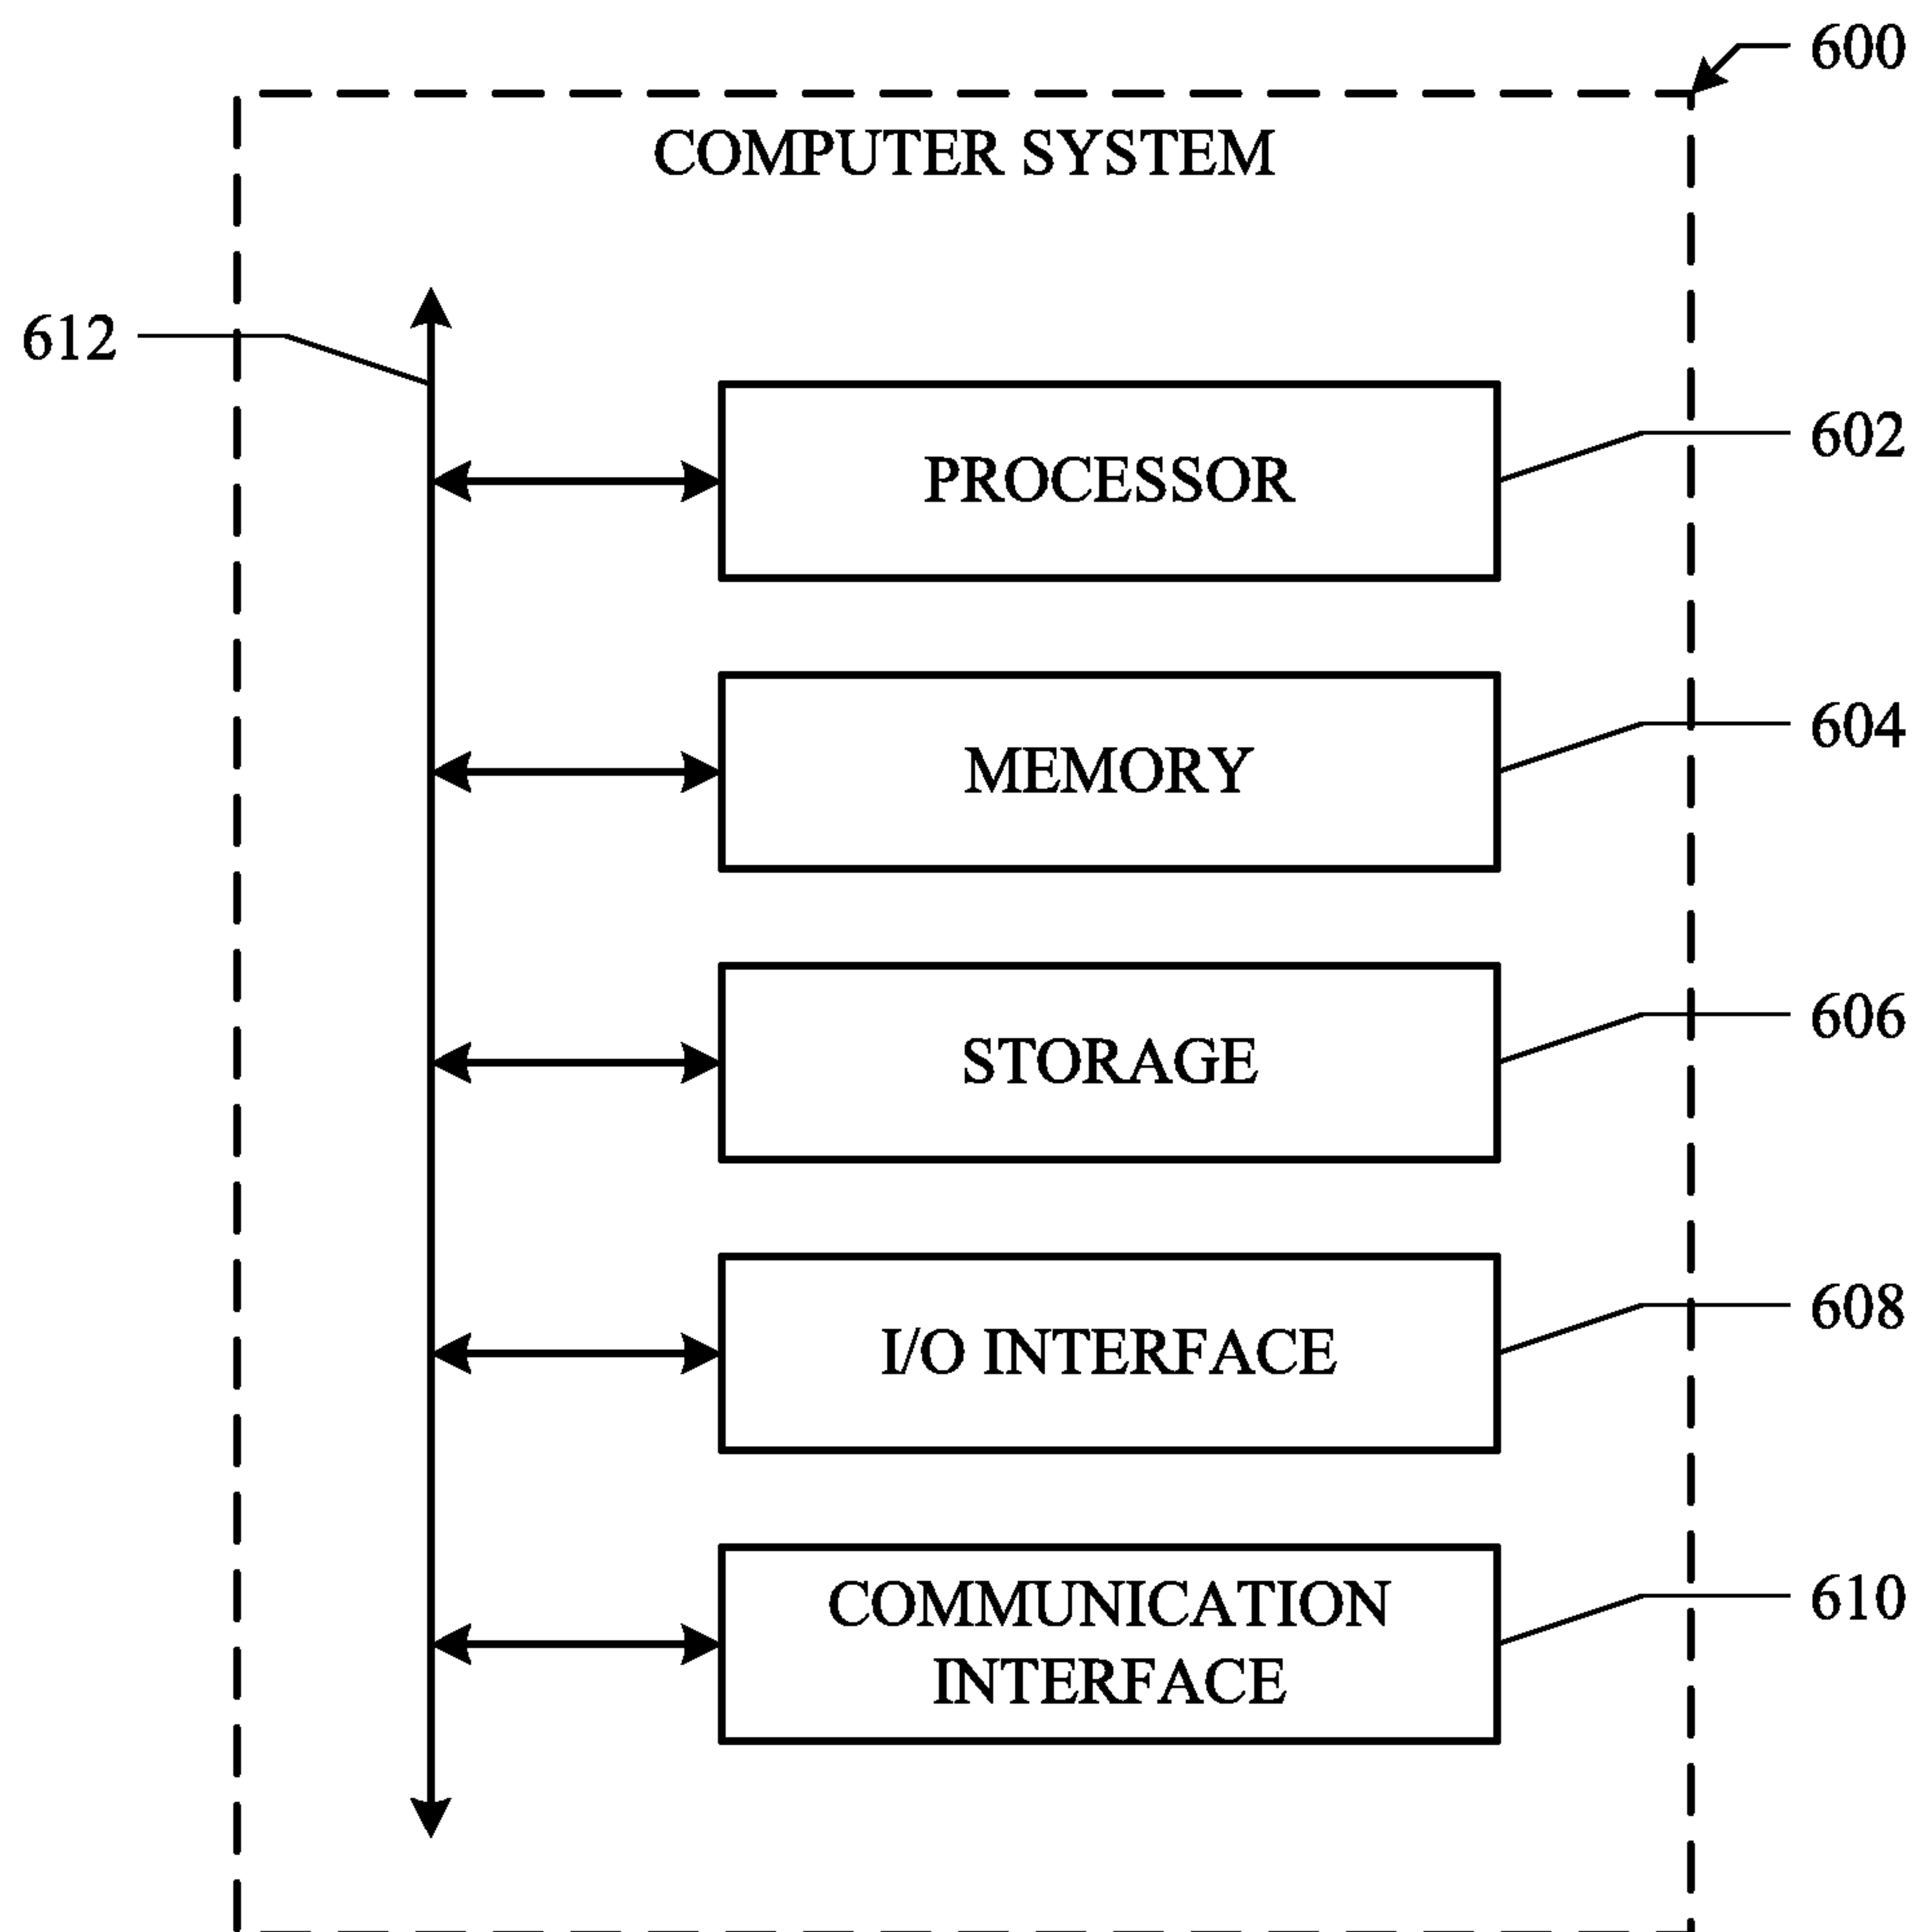 600
COMPUTER SYSTEM
612
602
PROCESSOR
604
MEMORY
606
STORAGE
608
I/O INTERFACE
610
COMMUNICATION
INTERFACE